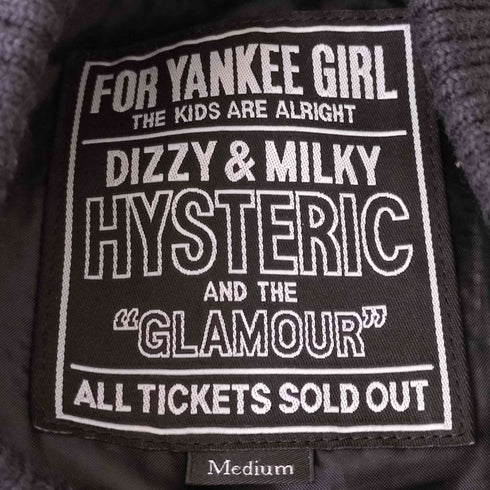 FOR YANKEE GIRL
THE KIDS ARE ALRIGHT
DIZZY & MILKY
HYSTERIC
AND THE
“GLAMOUR”
ALL TICKETS SOLD OUT
Medium